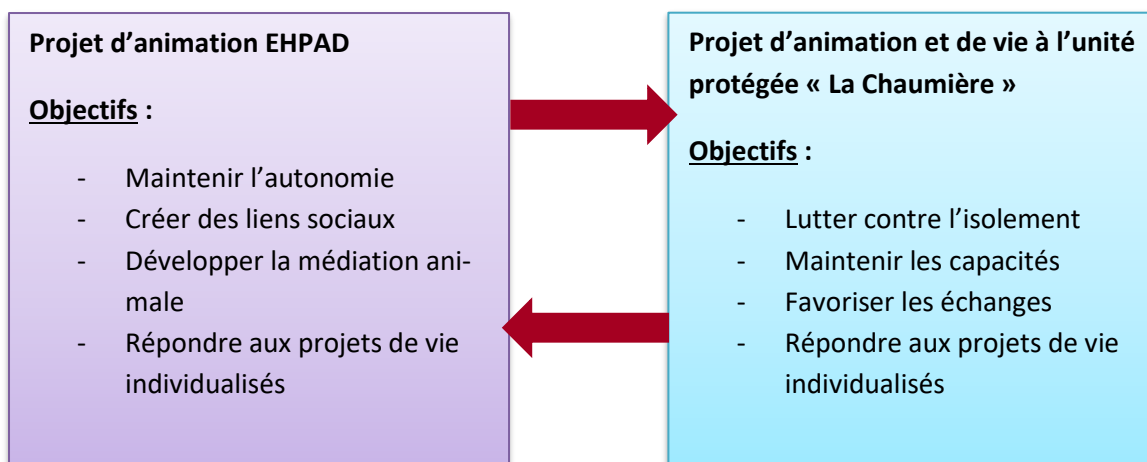 Projet d’animation EHPAD
Objectifs :
- Maintenir l’autonomie
- Créer des liens sociaux
- Développer la médiation ani-
male
- Répondre aux projets de vie
individualisés
Projet d’animation et de vie à l’unité
protégée « La Chaumière »
Objectifs :
- Lutter contre l’isolement
- Maintenir les capacités
- Favoriser les échanges
- Répondre aux projets de vie
individualisés